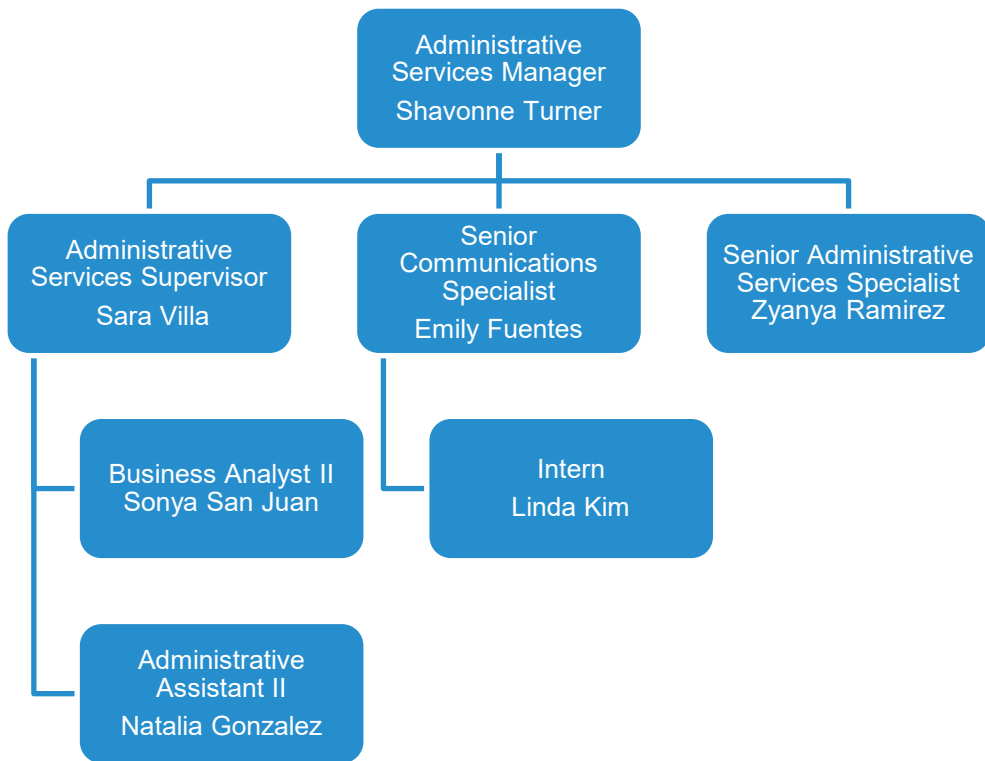 Administrative
Services Manager
Shavonne Turner
Administrative
Services Supervisor
Sara Villa
Senior
Communications
Specialist
Emily Fuentes
Senior Administrative
Services Specialist
Zyanya Ramirez
Business Analyst II
Sonya San Juan
Intern
Linda Kim
Administrative
Assistant II
Natalia Gonzalez